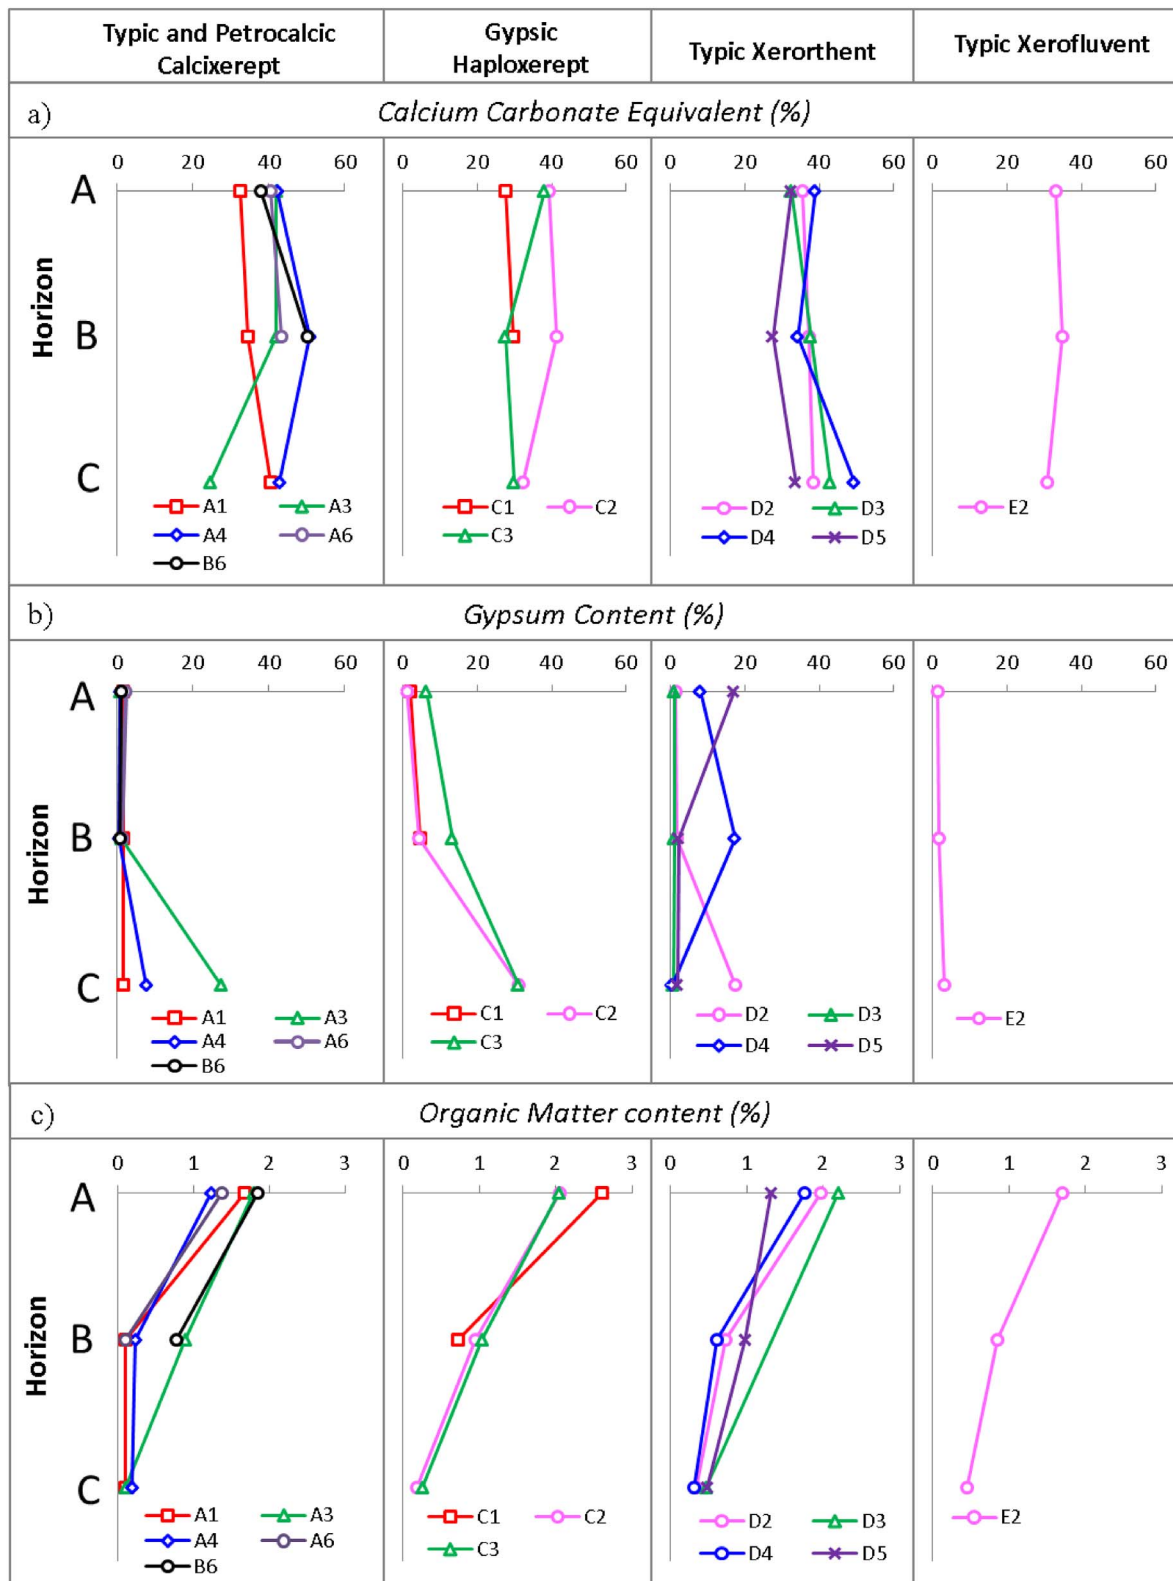 Typic and Petrocalcic Calcixerept
Gypsic Haploxerept
Typic Xerorthent
Typic Xerofluvent
a) Calcium Carbonate Equivalent (%)
0 20 40 60 0 20 40 60 0 20 40 60 0 20 40 60
A
Horizon
B
C
A1 A3
A4 A6
B6
C1 C2
C3
D2 D3
D4 D5
E2
b) Gypsum Content (%)
0 20 40 60 0 20 40 60 0 20 40 60 0 20 40 60
A
Horizon
B
C
A1 A3
A4 A6
B6
C1 C2
C3
D2 D3
D4 D5
E2
c) Organic Matter content (%)
0 1 2 3 0 1 2 3 0 1 2 3 0 1 2 3
A
Horizon
B
C
A1 A3
A4 A6
B6
C1 C2
C3
D2 D3
D4 D5
E2